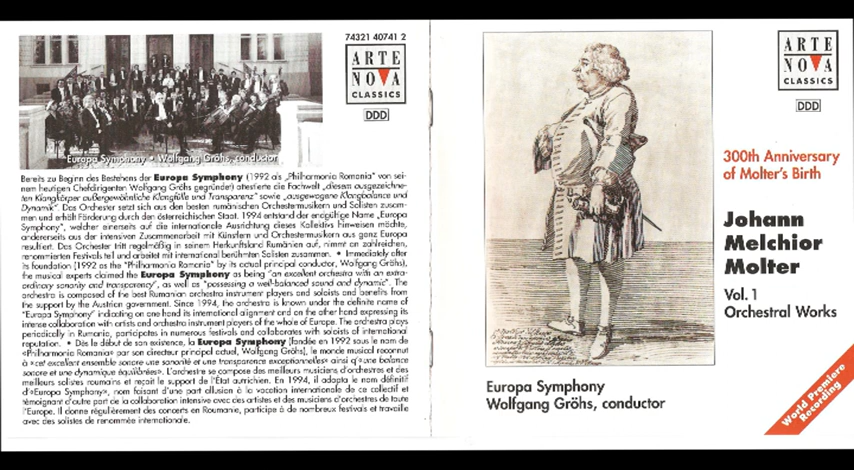 74321 40741 2
ARTE
NOVA
CLASSICS
DDD
Europa Symphony • Wolfgang Gröhs, conductor
Bereits zu Beginn des Bestehens der Europa Symphony (1992 als „Philharmonia Romania" von sei-
nem heutigen Chefdirigenten Wolfgang Gröhs gegründet) attestierte die Fachwelt „diesem ausgezeichne-
ten Klangkörper außergewöhnliche Klangfülle und Transparenz" sowie „ausgewogene Klangbalance und
Dynamik". Das Orchester setzt sich aus den besten rumänischen Orchestermusikern und Solisten zusam-
men und erhält Förderung durch den österreichischen Staat. 1994 entstand der endgültige Name „Europa
Symphony", welcher einerseits auf die internationale Ausrichtung dieses Kollektivs hinweisen möchte,
andererseits aus der intensiven Zusammenarbeit mit Künstlern und Orchestermusikern aus ganz Europa
resultiert. Das Orchester tritt regelmäßig in seinem Herkunftsland Rumänien auf, nimmt an zahlreichen,
renommierten Festivals teil und arbeitet mit international berühmten Solisten zusammen. • Immediately after
its foundation (1992 as the "Philharmonia Romania" by its actual principal conductor, Wolfgang Gröhs),
the musical experts claimed the Europa Symphony as being "an excellent orchestra with an extra-
ordinary sonority and transparency", as well as "possessing a well-balanced sound and dynamic". The
orchestra is composed of the best Rumanian orchestra instrument players and soloists and benefits from
the support by the Austrian government. Since 1994, the orchestra is known under the definite name of
"Europa Symphony" indicating on one hand its international alignment and on the other hand expressing its
intense collaboration with artists and orchestra instrument players of the whole of Europe. The orchestra plays
periodically in Rumania, participates in numerous festivals and collaborates with soloists of international
reputation. • Dès le début de son existence, la Europa Symphony (fondée en 1992 sous le nom de
«Philharmonia Romania» par son directeur principal actuel, Wolfgang Gröhs), le monde musical reconnut
à «cet excellent ensemble sonore une sonorité et une transparence exceptionnelles» ainsi q'«une balance
sonore et une dynamique équilibrées». L'orchestre se compose des meilleurs musiciens d'orchestres et des
meilleurs solistes roumains et reçoit le support de l'État autrichien. En 1994, il adopta le nom définitif
d'«Europa Symphony», nom faisant d'une part allusion à la vocation internationale de ce collectif et
témoignant d'autre part de la collaboration intensive avec des artistes et des musiciens d'orchestres de toute
l'Europe. Il donne régulièrement des concerts en Roumanie, participe à de nombreux festivals et travaille
avec des solistes de renommée internationale.
ARTE
NOVA
CLASSICS
DDD
300th Anniversary
of Molter's Birth
Johann
Melchior
Molter
Vol. 1
Orchestral Works
Europa Symphony
Wolfgang Gröhs, conductor
World Premiere
Recording